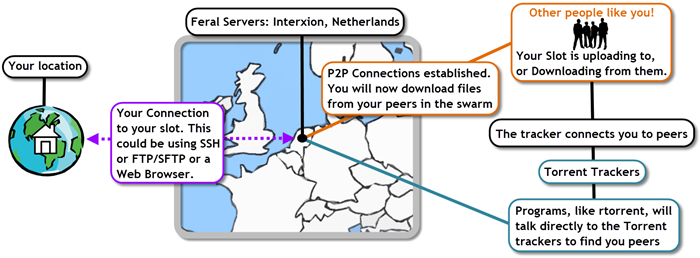 Your location
Feral Servers: Interxion, Netherlands
Your Connection
to your slot. This
could be using SSH
or FTP/SFTP or a
Web Browser.
P2P Connections established.
You will now download files
from your peers in the swarm
Other people like you!
Your Slot is uploading to,
or Downloading from them.
The tracker connects you to peers
Torrent Trackers
Programs, like rtorrent, will
talk directly to the Torrent
trackers to find you peers